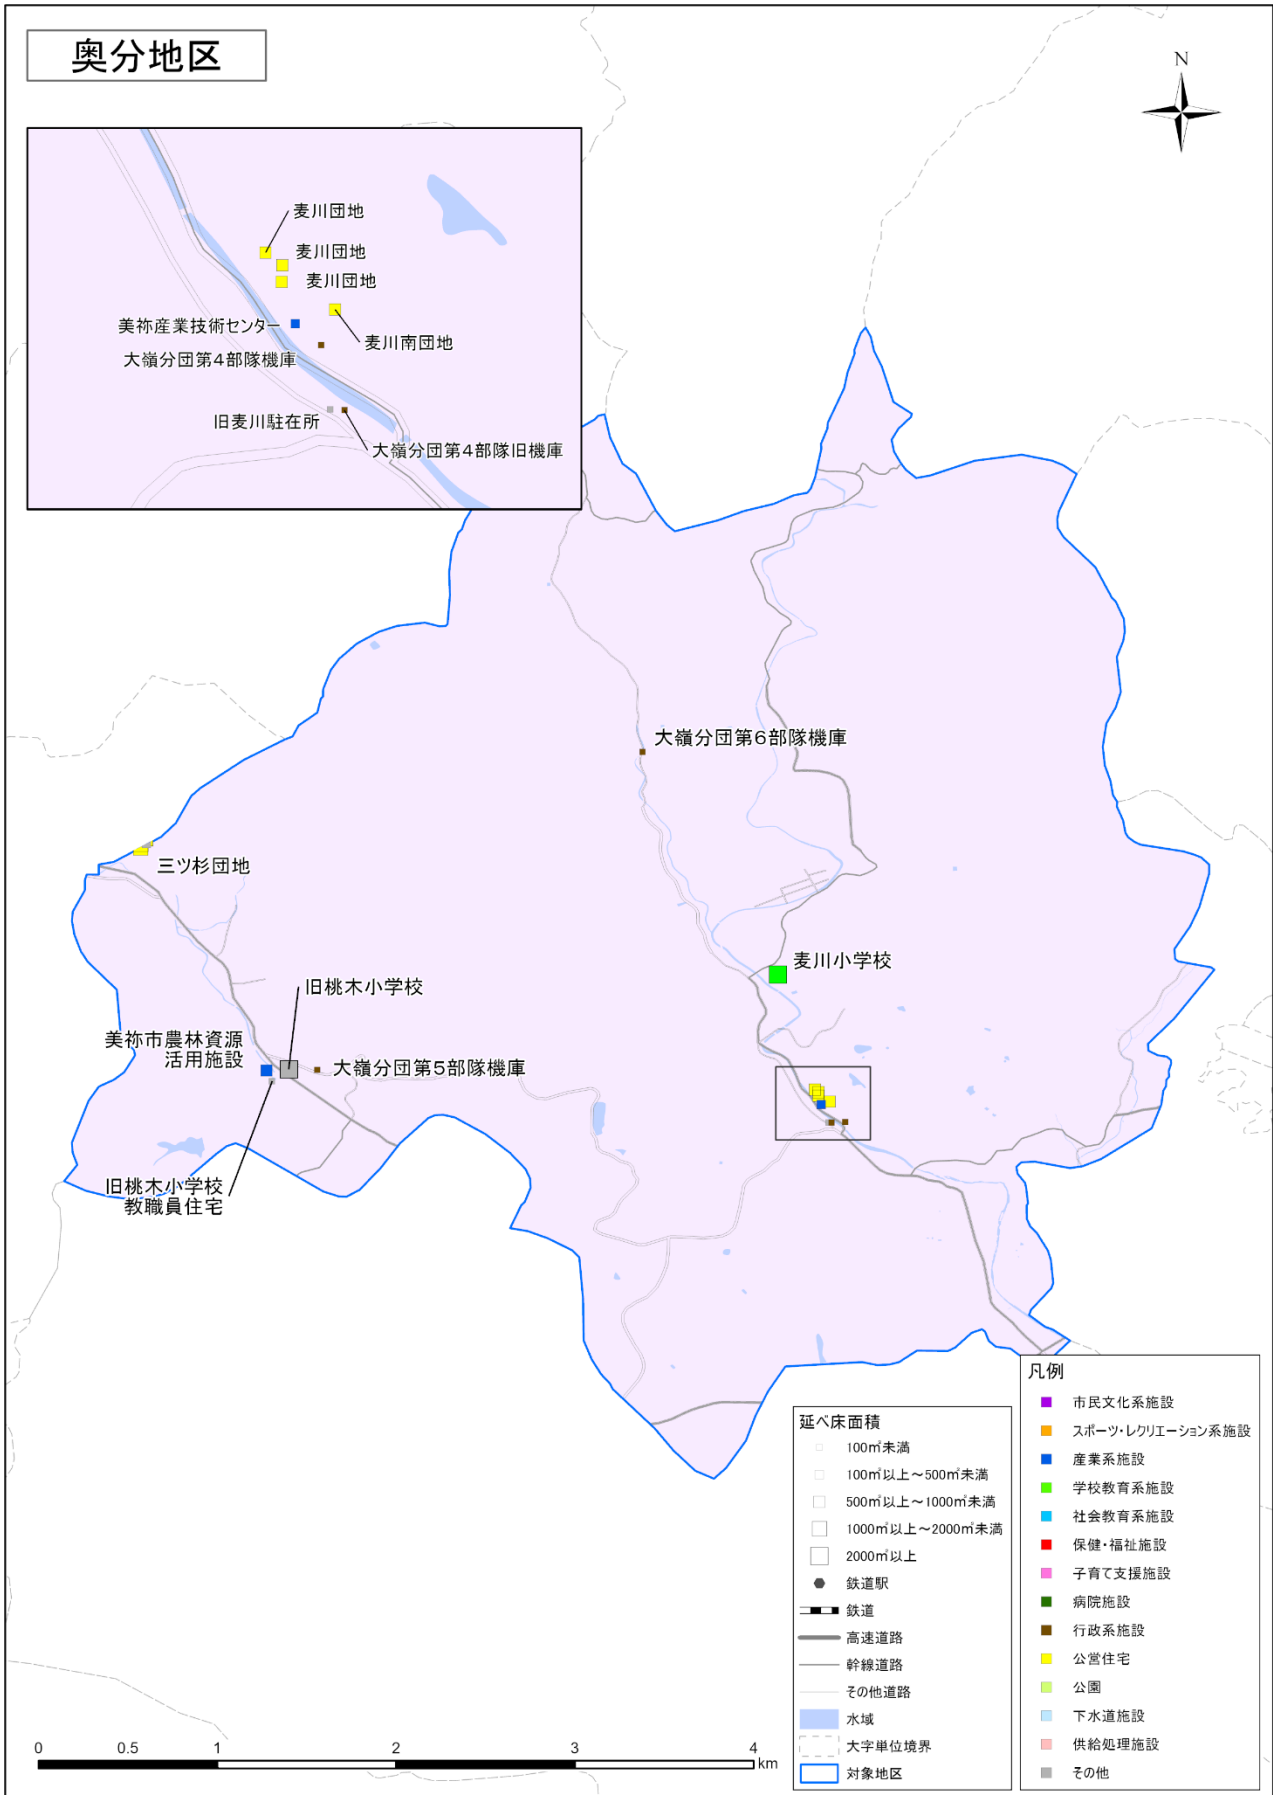 奥分地区
N
麦川団地
麦川団地
麦川団地
美祢産業技術センター
麦川南団地
大嶺分団第4部隊機庫
旧麦川駐在所
大嶺分団第4部隊旧機庫
大嶺分団第6部隊機庫
三ツ杉団地
麦川小学校
旧桃木小学校
美祢市農林資源
活用施設
大嶺分団第5部隊機庫
旧桃木小学校
教職員住宅
延べ床面積
100㎡未満
100㎡以上～500㎡未満
500㎡以上～1000㎡未満
1000㎡以上～2000㎡未満
2000㎡以上
鉄道駅
鉄道
高速道路
幹線道路
その他道路
水域
大字単位境界
対象地区
凡例
市民文化系施設
スポーツ・レクリエーション系施設
産業系施設
学校教育系施設
社会教育系施設
保健・福祉施設
子育て支援施設
病院施設
行政系施設
公営住宅
公園
下水道施設
供給処理施設
その他
0 0.5 1 2 3 4
km